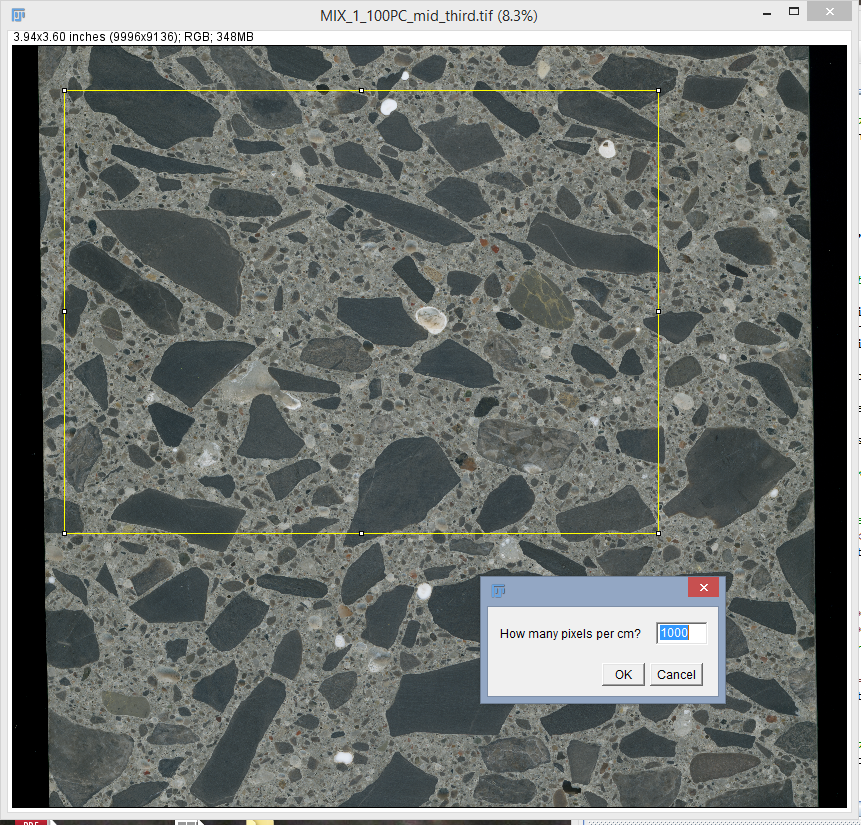 MIX_1_100PC_mid_third.tif (8.3%)
3.94x3.60 inches (9996x9136); RGB; 348MB
How many pixels per cm? 1000
OK Cancel